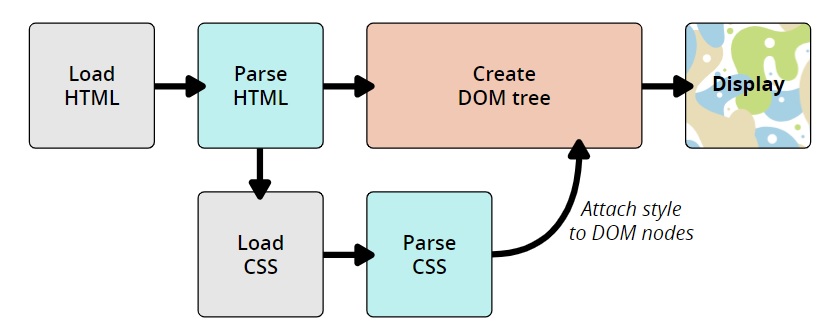 Load
HTML
Parse
HTML
Create
DOM tree
Display
Load
CSS
Parse
CSS
Attach style
to DOM nodes